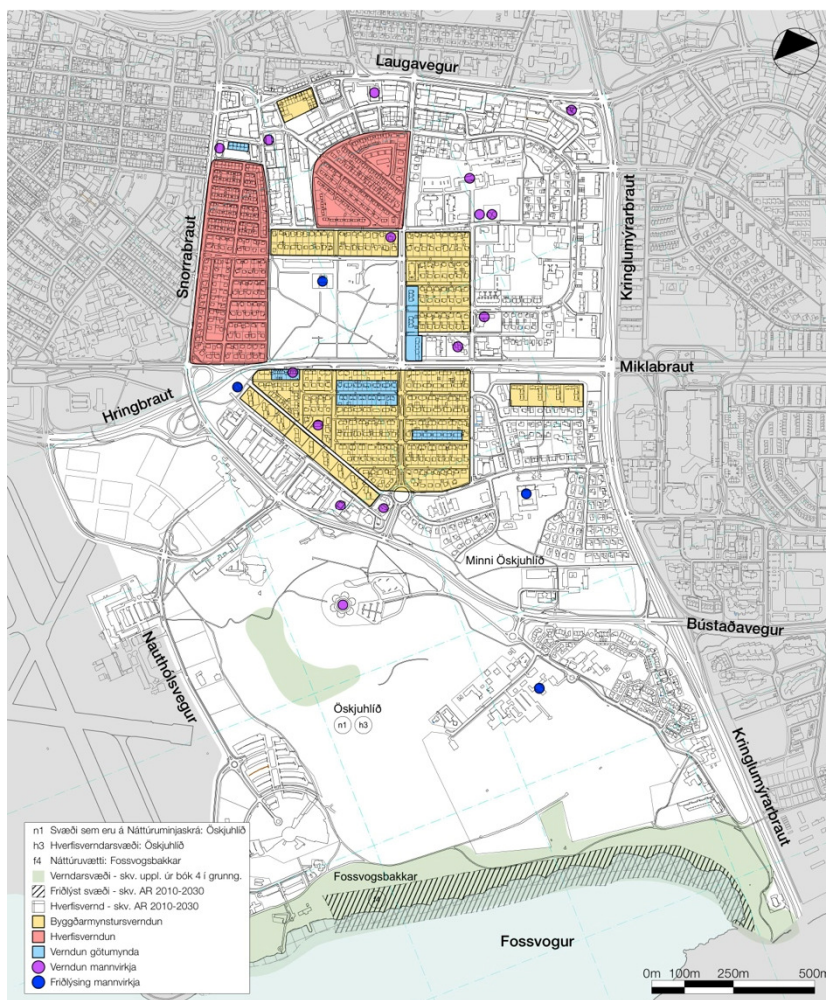 Laugavegur
Snorrabraut
Kringlumýrarbraut
Miklabraut
Hringbraut
Minni Öskjuhlíð
Bústaðavegur
Nauthólsvegur
Öskjuhlíð
n1 h3
Kringlumýrarbraut
n1 Svæði sem eru á Náttúruminjaskrá: Öskjuhlíð
h3 Hverfisverndarsvæði: Öskjuhlíð
f4 Náttúruvætti: Fossvogsbakkar
Verndarsvæði - skv. uppl. úr bók 4 í grunng.
Friðlýst svæði - skv. AR 2010-2030
Hverfisvernd - skv. AR 2010-2030
Byggðarmynstursverndun
Hverfisverndun
Verndun götumynda
Verndun mannvirkja
Friðlýsing mannvirkja
Fossvogsbakkar
f4
Fossvogur
0m 100m 250m 500m